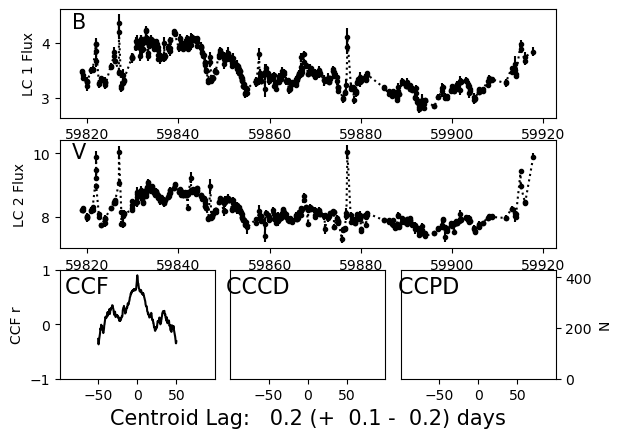 B
LC 1 Flux
4
3
59820 59840 59860 59880 59900 59920
V
LC 2 Flux
10
8
59820 59840 59860 59880 59900 59920
CCF CCCD CCPD
CCF r
1
0
−1
400
200
0
N
−50 0 50 −50 0 50 −50 0 50
Centroid Lag: 0.2 (+ 0.1 - 0.2) days